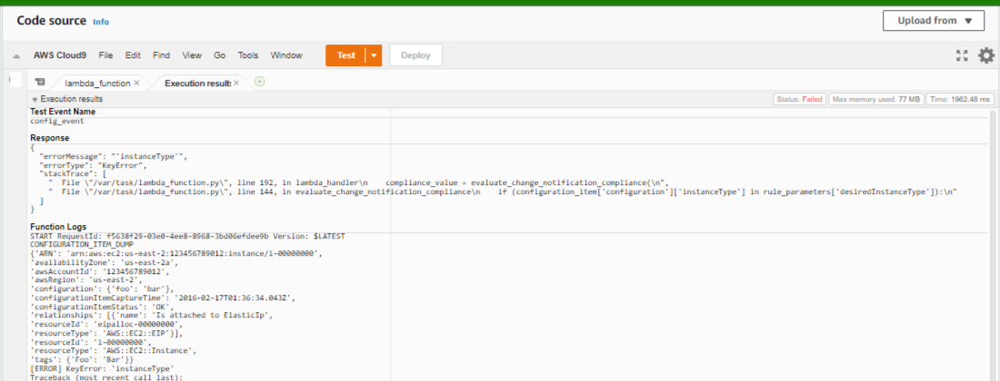 Code source Info
Upload from
AWS Cloud9 File Edit Find View Go Tools Window Test Deploy
lambda_function Execution results
Execution results Status: Failed Max memory used: 77 MB Time: 1962.48 ms
Test Event Name
config_event
Response
{
"errorMessage": "'instanceType'",
"errorType": "KeyError",
"stackTrace": [
"  File \"/var/task/lambda_function.py\", line 192, in lambda_handler\n    compliance_value = evaluate_change_notification_compliance(\n",
"  File \"/var/task/lambda_function.py\", line 144, in evaluate_change_notification_compliance\n    if (configuration_item['configuration']['instanceType'] in rule_parameters['desiredInstanceType']):\n"
]
}
Function Logs
START RequestId: f5638f29-03e0-4ee8-8968-3bd06efdee9b Version: $LATEST
CONFIGURATION_ITEM_DUMP
{'ARN': 'arn:aws:ec2:us-east-2:123456789012:instance/i-00000000',
'availabilityZone': 'us-east-2a',
'awsAccountId': '123456789012',
'awsRegion': 'us-east-2',
'configuration': {'foo': 'bar'},
'configurationItemCaptureTime': '2016-02-17T01:36:34.043Z',
'configurationItemStatus': 'OK',
'relationships': [{'name': 'Is attached to ElasticIp',
'resourceId': 'eipalloc-00000000',
'resourceType': 'AWS::EC2::EIP'}],
'resourceId': 'i-00000000',
'resourceType': 'AWS::EC2::Instance',
'tags': {'Foo': 'Bar'}}
[ERROR] KeyError: 'instanceType'
Traceback (most recent call last):